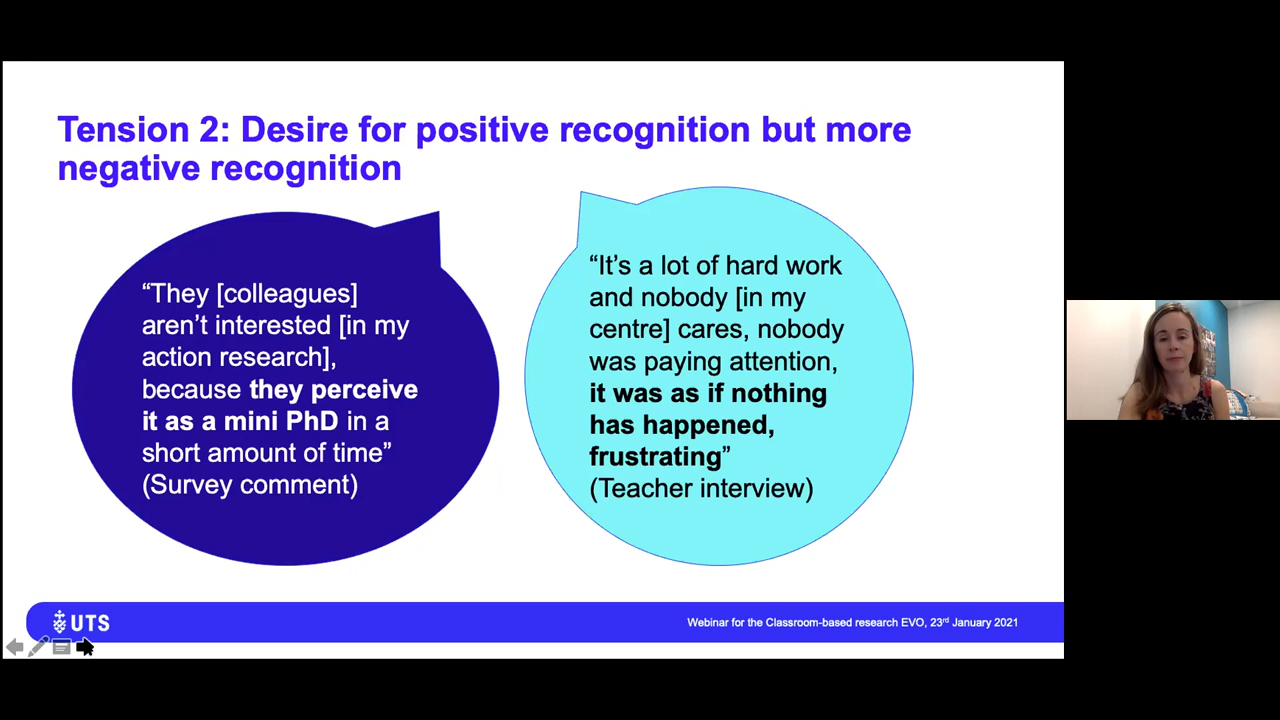 Tension 2: Desire for positive recognition but more
negative recognition
“They [colleagues]
aren’t interested [in my
action research],
because they perceive
it as a mini PhD in a
short amount of time”
(Survey comment)
“It’s a lot of hard work
and nobody [in my
centre] cares, nobody
was paying attention,
it was as if nothing
has happened,
frustrating”
(Teacher interview)
UTS
Webinar for the Classroom-based research EVO, 23rd January 2021